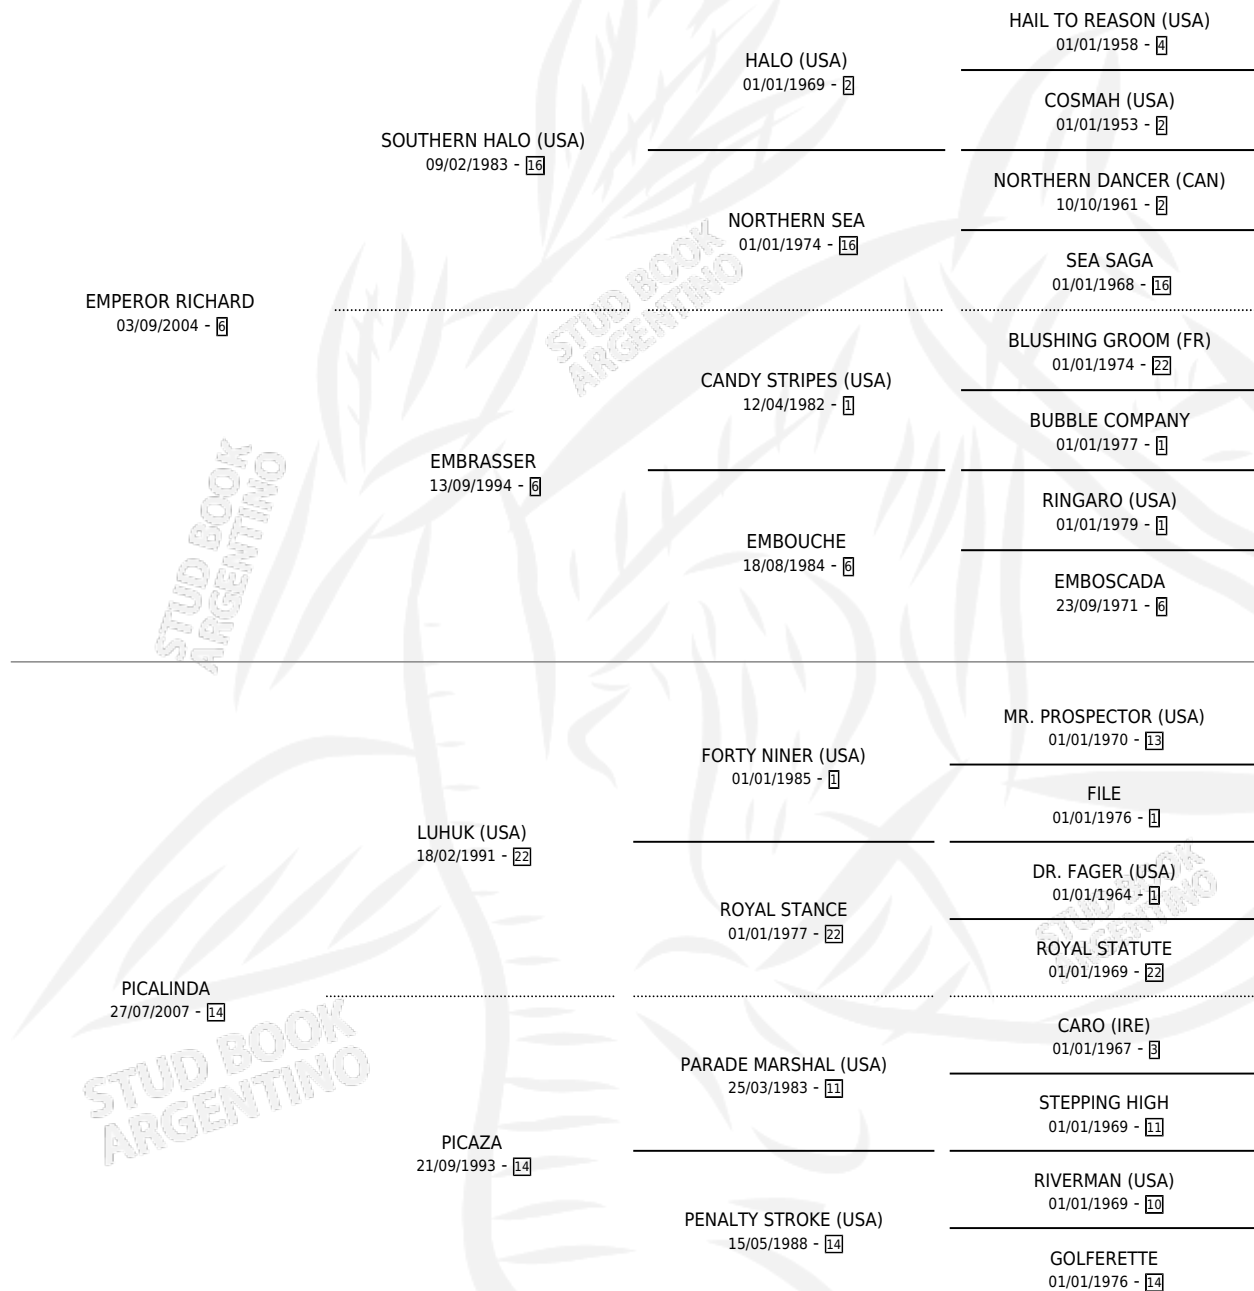 HAIL TO REASON (USA)
01/01/1958 - 4
HALO (USA)
01/01/1969 - 2
COSMAH (USA)
01/01/1953 - 2
SOUTHERN HALO (USA)
09/02/1983 - 16
NORTHERN DANCER (CAN)
10/10/1961 - 2
NORTHERN SEA
01/01/1974 - 16
SEA SAGA
01/01/1968 - 16
EMPEROR RICHARD
03/09/2004 - 6
BLUSHING GROOM (FR)
01/01/1974 - 22
CANDY STRIPES (USA)
12/04/1982 - 1
BUBBLE COMPANY
01/01/1977 - 1
EMBRASSER
13/09/1994 - 6
RINGARO (USA)
01/01/1979 - 1
EMBOUCHE
18/08/1984 - 6
EMBOSCADA
23/09/1971 - 6
MR. PROSPECTOR (USA)
01/01/1970 - 13
FORTY NINER (USA)
01/01/1985 - 1
FILE
01/01/1976 - 1
LUHUK (USA)
18/02/1991 - 22
DR. FAGER (USA)
01/01/1964 - 1
ROYAL STANCE
01/01/1977 - 22
ROYAL STATUTE
01/01/1969 - 22
PICALINDA
27/07/2007 - 14
CARO (IRE)
01/01/1967 - 3
PARADE MARSHAL (USA)
25/03/1983 - 11
STEPPING HIGH
01/01/1969 - 11
PICAZA
21/09/1993 - 14
RIVERMAN (USA)
01/01/1969 - 10
PENALTY STROKE (USA)
15/05/1988 - 14
GOLFERETTE
01/01/1976 - 14
STUD BOOK
ARGENTINO
STUD BOOK
ARGENTINO
STUD BOOK
ARGENTINO
STUD BOOK
ARGENTINO